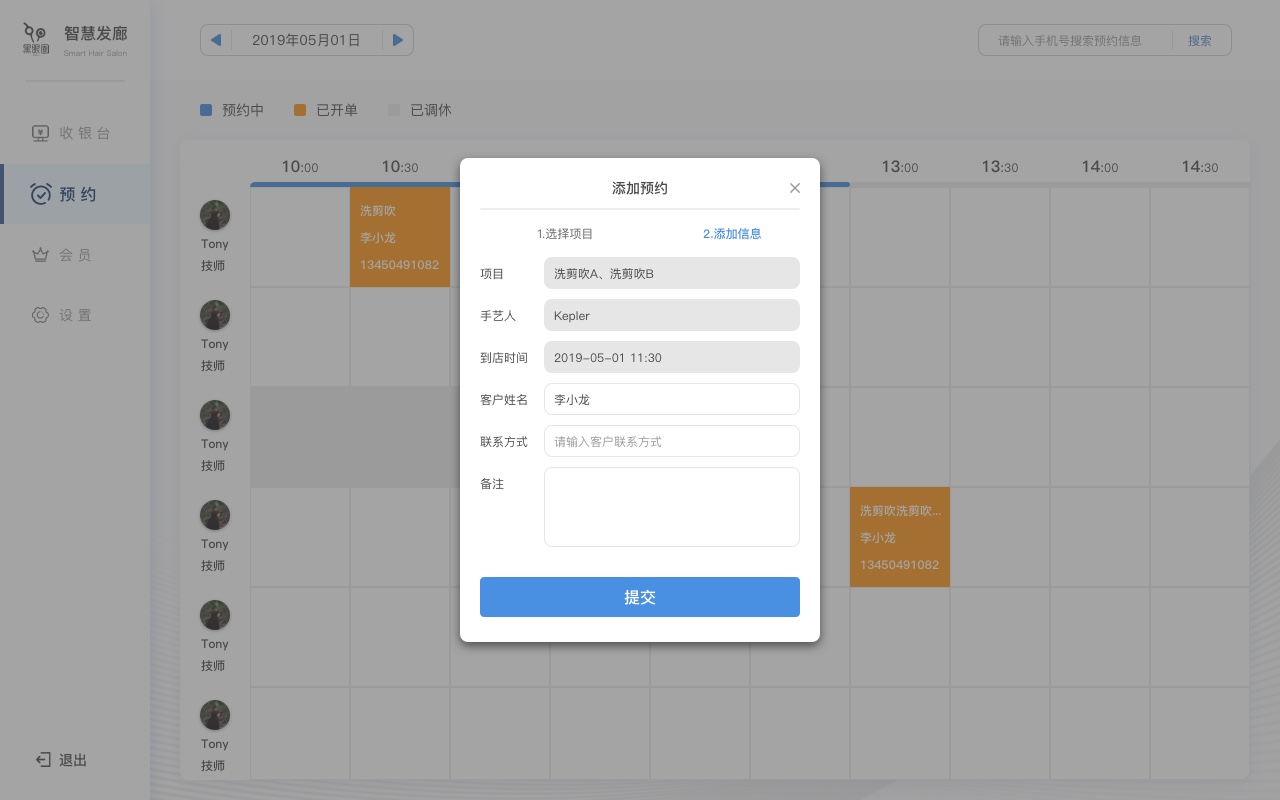 智慧发廊
Smart Hair Salon
2019年05月01日
请输入手机号搜索预约信息
搜索
预约中
已开单
已调休
收银台
预约
会员
设置
退出
10:00
10:30
13:00
13:30
14:00
14:30
Tony
技师
洗剪吹
李小龙
13450491082
Tony
技师
Tony
技师
Tony
技师
洗剪吹洗剪吹...
李小龙
13450491082
Tony
技师
Tony
技师
添加预约
1.选择项目
2.添加信息
项目
洗剪吹A、洗剪吹B
手艺人
Kepler
到店时间
2019-05-01 11:30
客户姓名
李小龙
联系方式
请输入客户联系方式
备注
提交